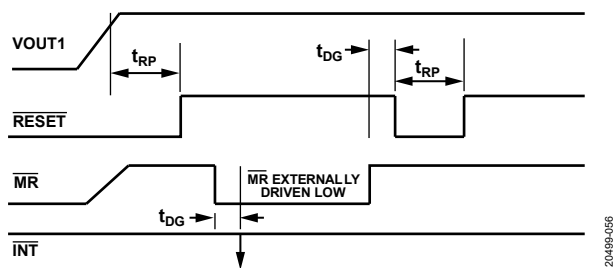 VOUT1
tRP
tDG
tRP
RESET
MR
MR EXTERNALLY
DRIVEN LOW
tDG
INT
20499-056